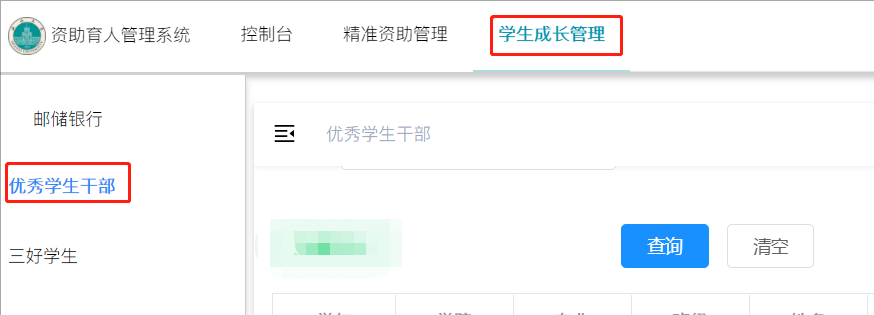 资助育人管理系统 控制台 精准资助管理 学生成长管理
邮储银行
优秀学生干部
优秀学生干部
三好学生
查询 清空